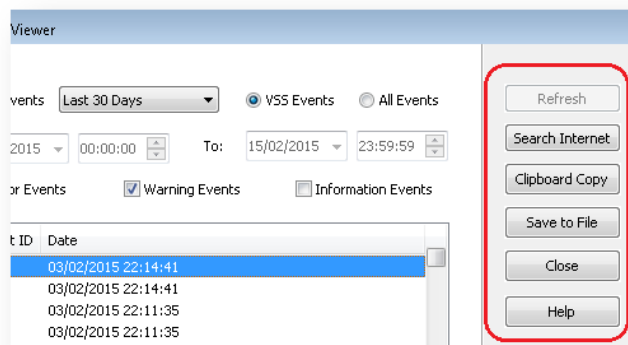 Viewer
vents Last 30 Days VSS Events All Events
2015 00:00:00 To: 15/02/2015 23:59:59
or Events Warning Events Information Events
t ID Date
03/02/2015 22:14:41
03/02/2015 22:14:41
03/02/2015 22:11:35
03/02/2015 22:11:35
Refresh
Search Internet
Clipboard Copy
Save to File
Close
Help